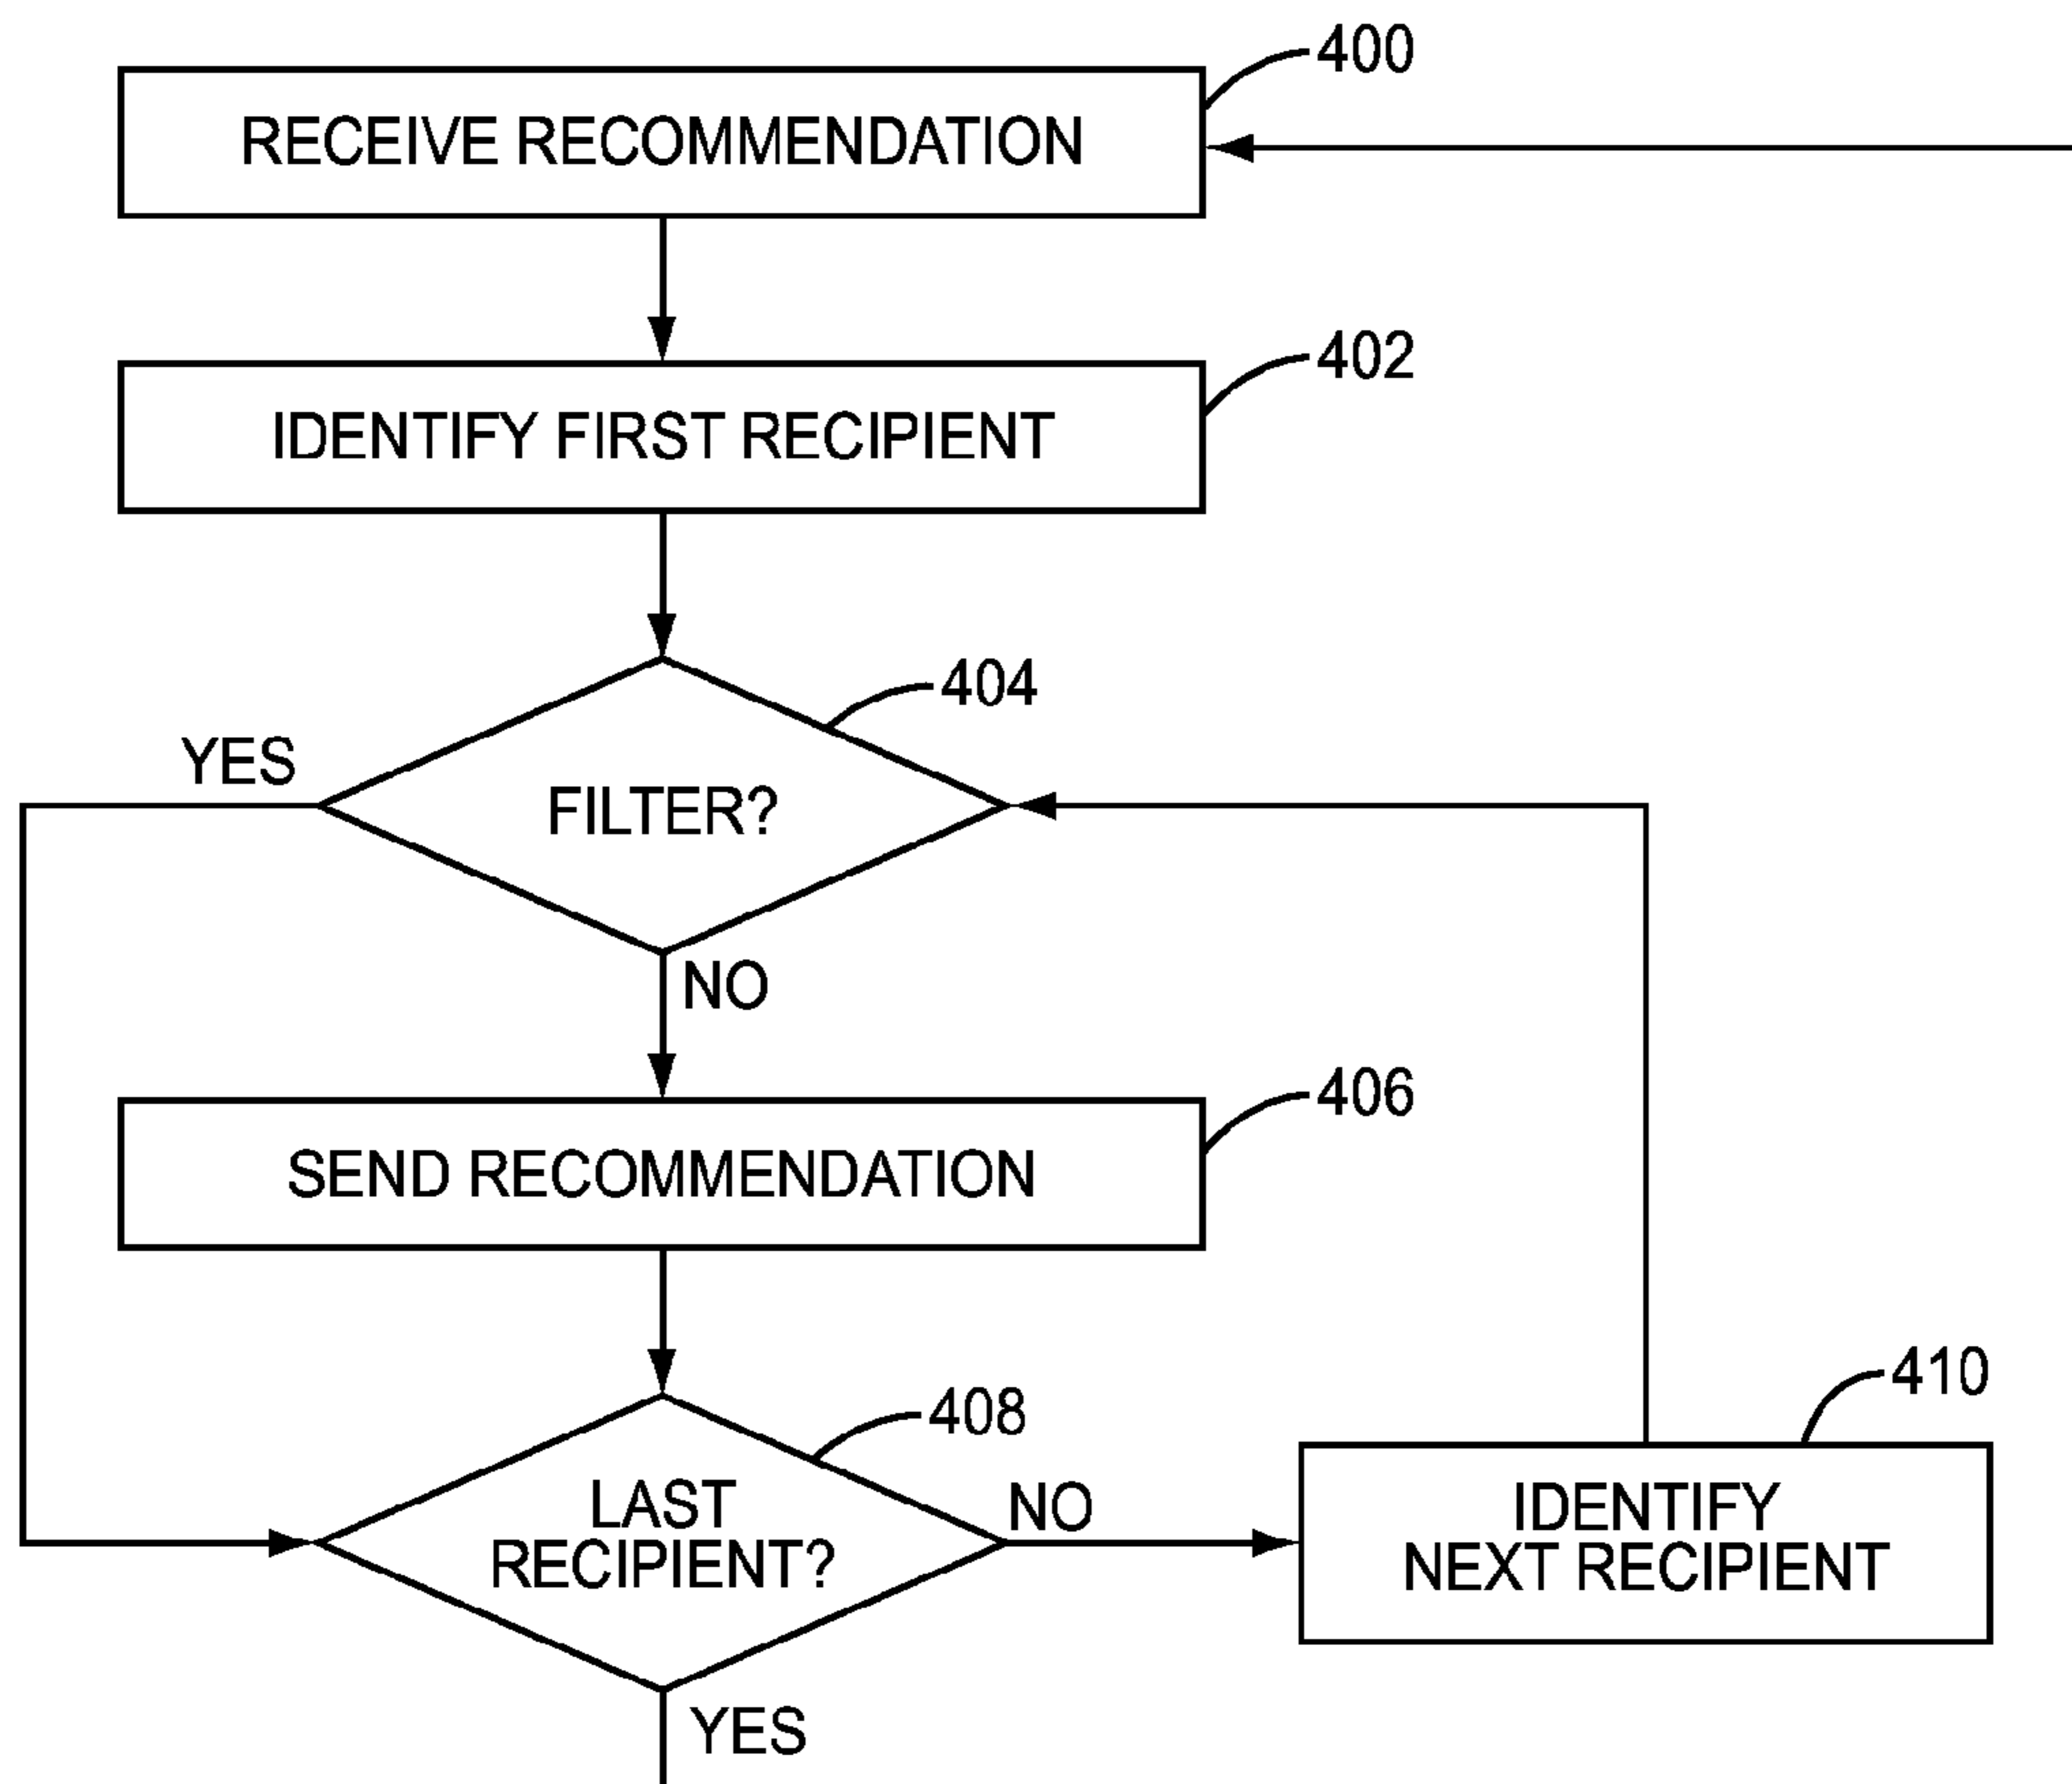 400
RECEIVE RECOMMENDATION
402
IDENTIFY FIRST RECIPIENT
404
YES
FILTER?
NO
406
SEND RECOMMENDATION
408
410
LAST
RECIPIENT?
NO
IDENTIFY
NEXT RECIPIENT
YES